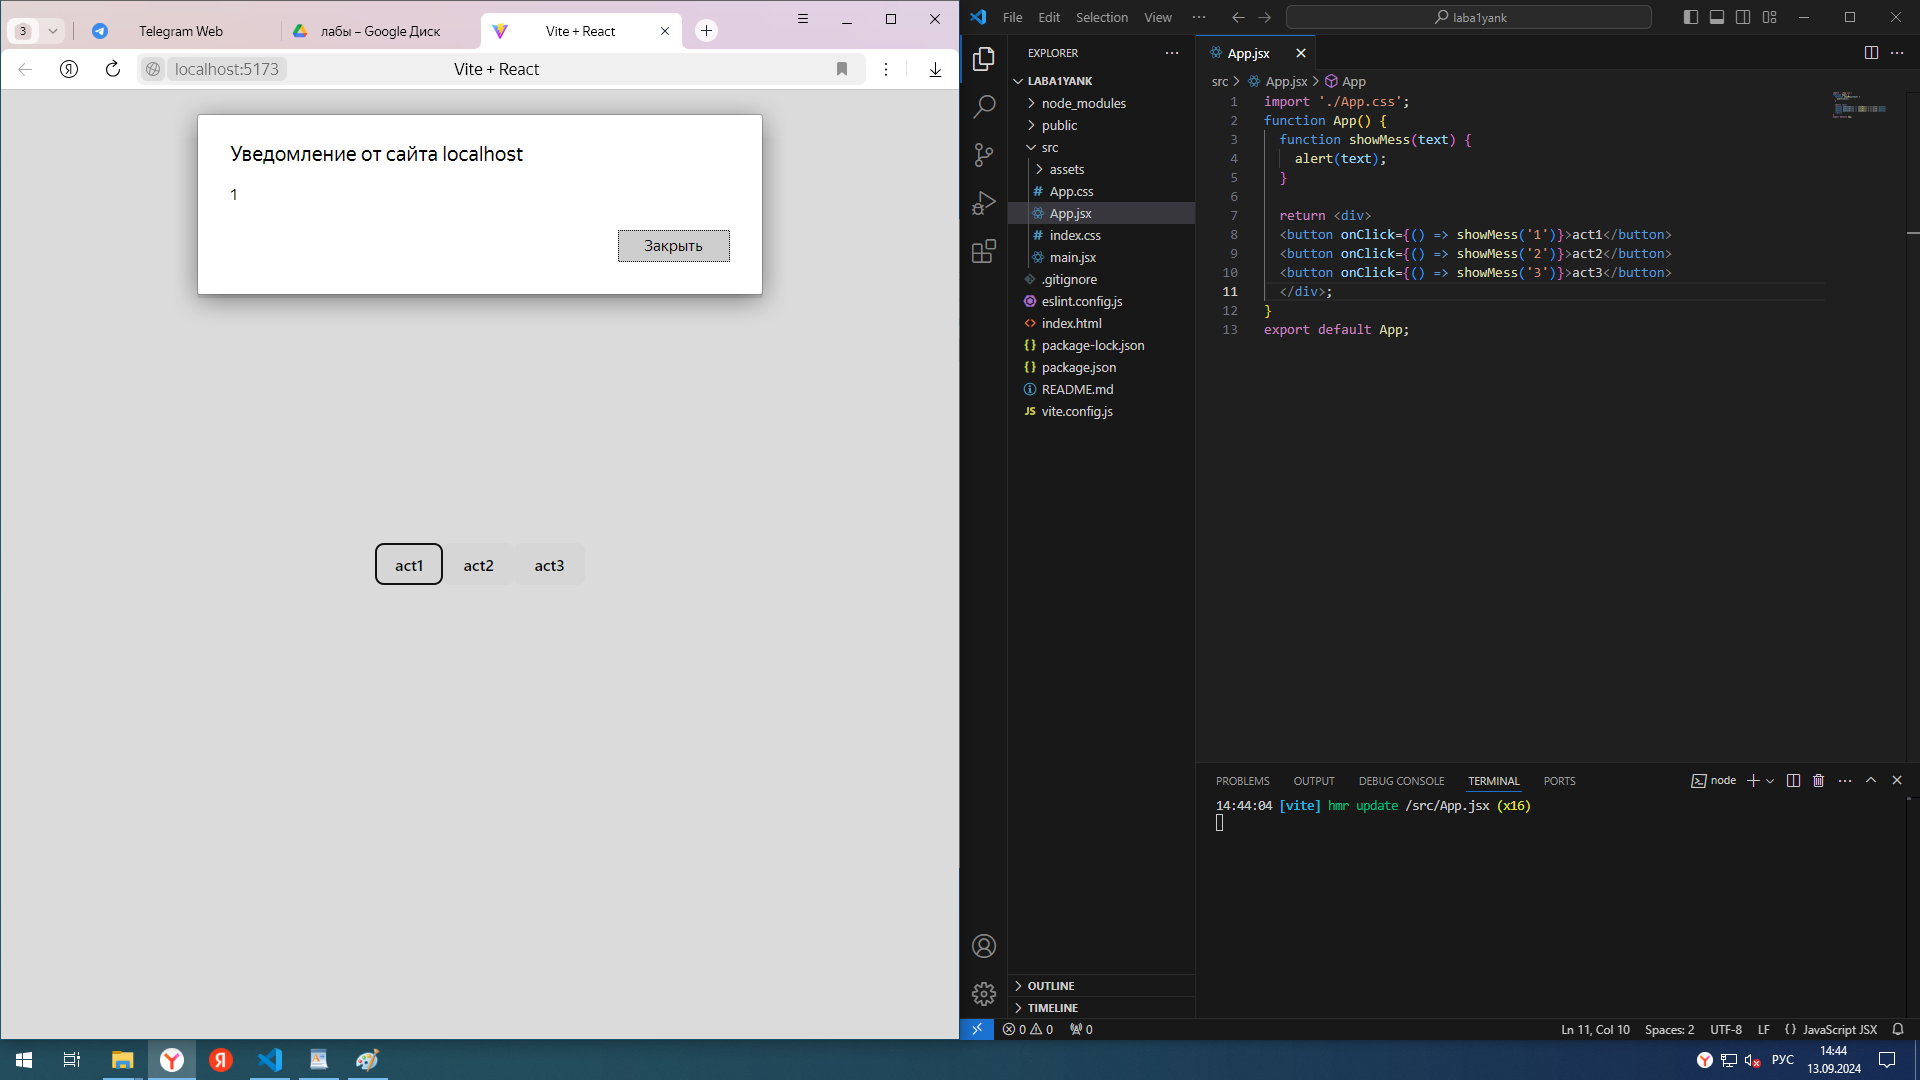 3
Telegram Web
лабы – Google Диск
Vite + React
localhost:5173
Vite + React
Уведомление от сайта localhost
1
Закрыть
act1
act2
act3
File
Edit
Selection
View
laba1yank
EXPLORER
LABA1YANK
node_modules
public
src
assets
App.css
App.jsx
index.css
main.jsx
.gitignore
eslint.config.js
index.html
package-lock.json
package.json
README.md
vite.config.js
OUTLINE
TIMELINE
App.jsx
src > App.jsx > App
1 import './App.css';
2 function App() {
3 function showMess(text) {
4 alert(text);
5 }
6
7 return <div>
8 <button onClick={() => showMess('1')}>act1</button>
9 <button onClick={() => showMess('2')}>act2</button>
10 <button onClick={() => showMess('3')}>act3</button>
11 </div>;
12 }
13 export default App;
PROBLEMS
OUTPUT
DEBUG CONSOLE
TERMINAL
PORTS
node
14:44:04 [vite] hmr update /src/App.jsx (x16)
0
0
0
Ln 11, Col 10
Spaces: 2
UTF-8
LF
{ } JavaScript JSX
РУС
14:44
13.09.2024